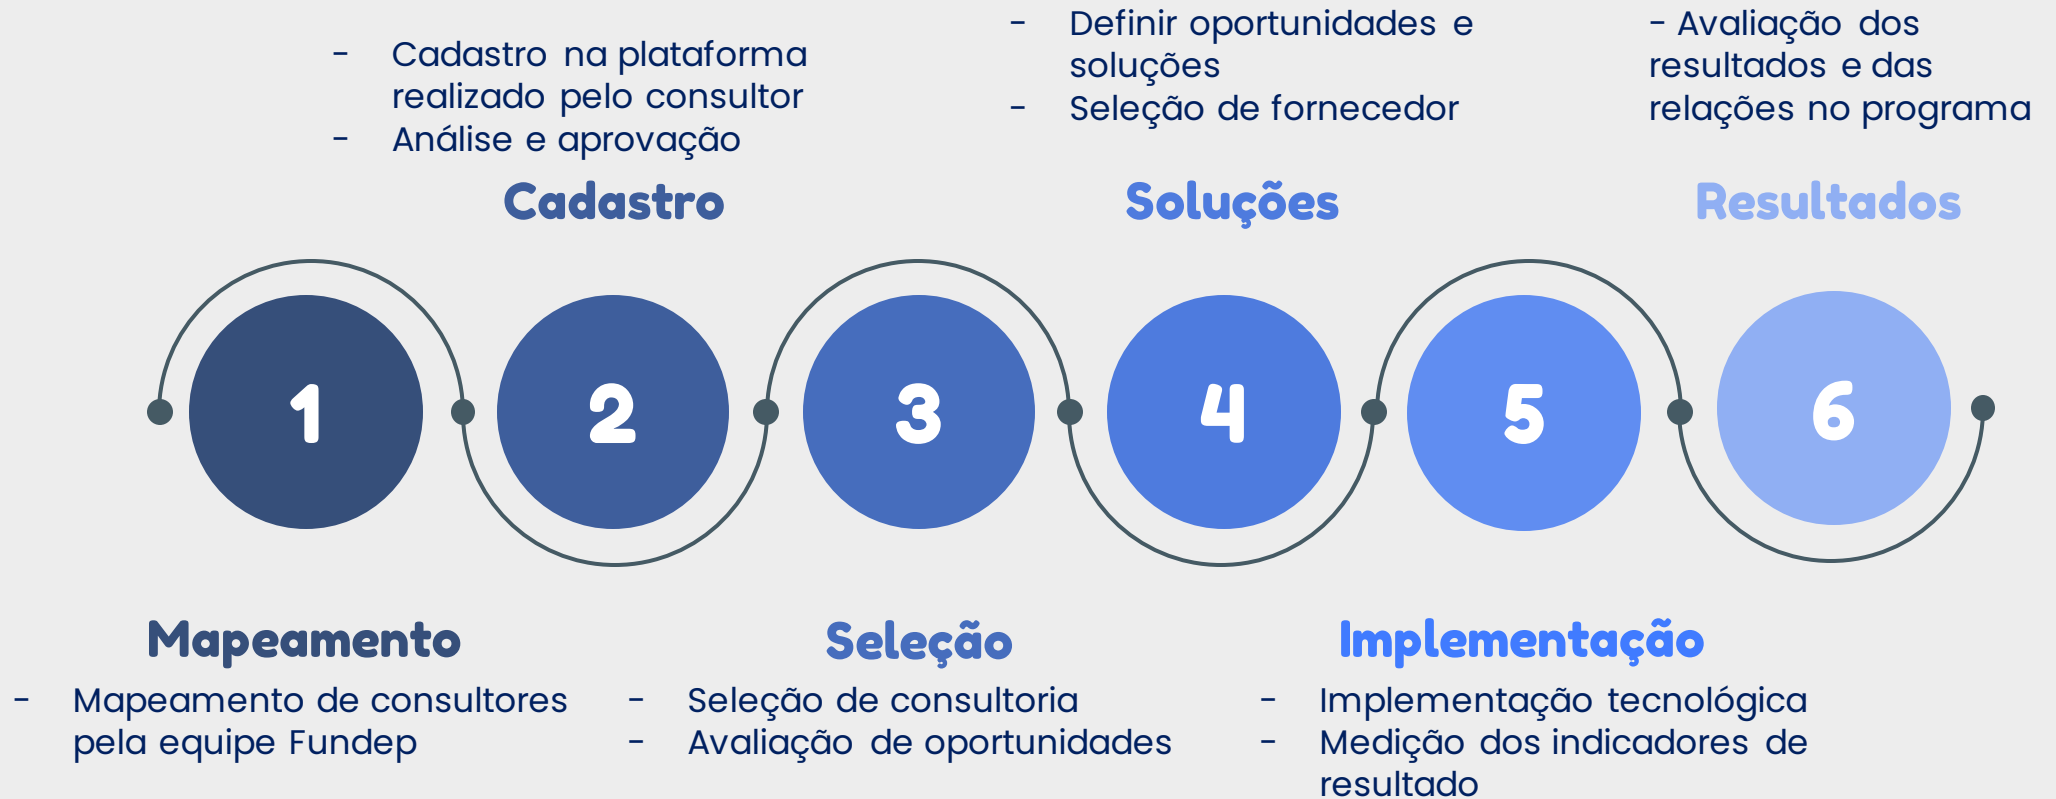 - Cadastro na plataforma
realizado pelo consultor
- Análise e aprovação
Cadastro
- Definir oportunidades e
soluções
- Seleção de fornecedor
Soluções
- Avaliação dos
resultados e das
relações no programa
Resultados
1
2
3
4
5
6
Mapeamento
- Mapeamento de consultores
pela equipe Fundep
Seleção
- Seleção de consultoria
- Avaliação de oportunidades
Implementação
- Implementação tecnológica
- Medição dos indicadores de
resultado